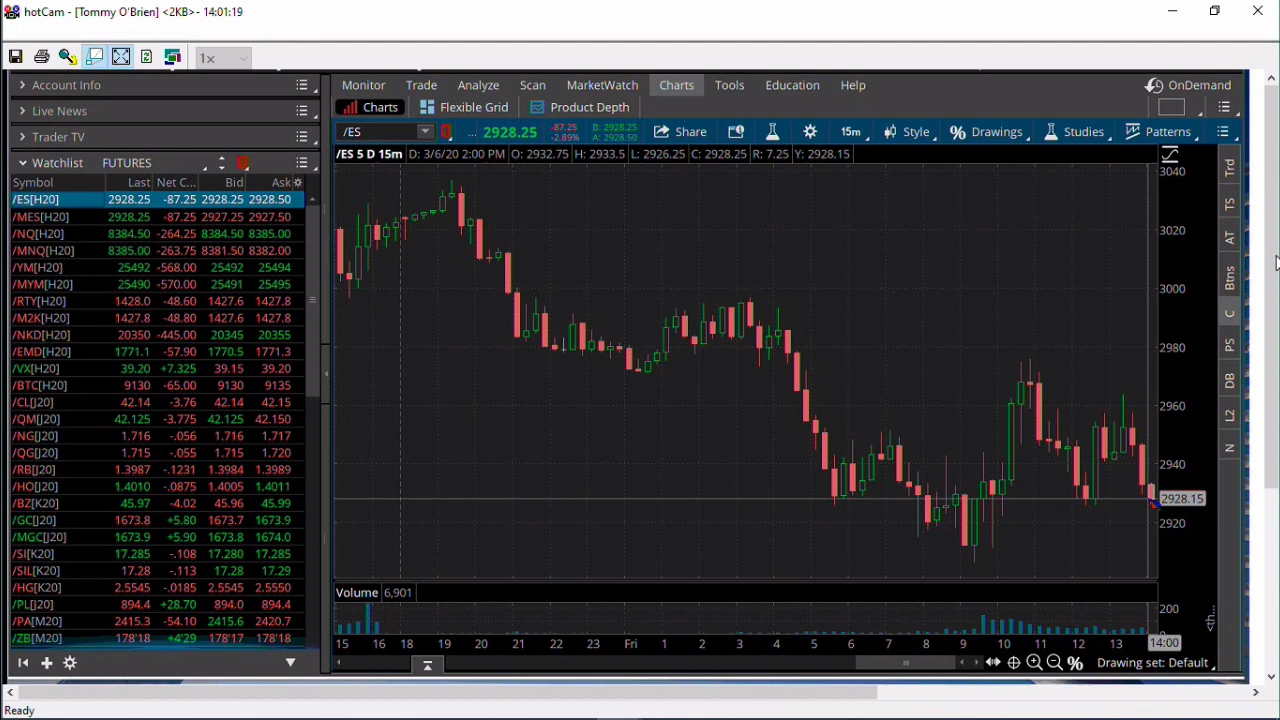 hotCam - [Tommy O'Brien] <2KB> - 14:01:19
1x
Account Info
Live News
Trader TV
Watchlist FUTURES
Symbol Last Net C... Bid Ask
/ES[H20] 2928.25 -87.25 2928.25 2928.50
/MES[H20] 2928.25 -87.25 2927.25 2927.50
/NQ[H20] 8384.50 -264.25 8384.50 8385.00
/MNQ[H20] 8385.00 -263.75 8381.50 8382.00
/YM[H20] 25492 -568.00 25492 25494
/MYM[H20] 25490 -570.00 25491 25495
/RTY[H20] 1428.0 -48.60 1427.6 1427.8
/M2K[H20] 1427.8 -48.80 1427.6 1427.8
/NKD[H20] 20350 -445.00 20345 20355
/EMD[H20] 1771.1 -57.90 1770.5 1771.3
/VX[H20] 39.20 +7.325 39.15 39.20
/BTC[H20] 9130 -65.00 9130 9135
/CL[J20] 42.14 -3.76 42.14 42.15
/QM[J20] 42.125 -3.775 42.125 42.150
/NG[J20] 1.716 -.056 1.716 1.717
/QG[J20] 1.715 -.055 1.715 1.720
/RB[J20] 1.3987 -.1231 1.3984 1.3989
/HO[J20] 1.4010 -.0875 1.4005 1.4011
/BZ[K20] 45.97 -4.02 45.96 45.99
/GC[J20] 1673.8 +5.80 1673.7 1673.9
/MGC[J20] 1673.9 +5.90 1673.8 1674.0
/SI[K20] 17.285 -.108 17.280 17.285
/SIL[K20] 17.28 -.113 17.28 17.29
/HG[K20] 2.5545 -.0185 2.5545 2.5550
/PL[J20] 894.4 +28.70 894.0 894.4
/PA[M20] 2415.3 -54.10 2415.6 2420.7
/ZB[M20] 178'18 +4'29 178'17 178'18
Monitor Trade Analyze Scan MarketWatch Charts Tools Education Help OnDemand
Charts Flexible Grid Product Depth
/ES ... 2928.25 -87.25 -2.89% B: 2928.25 A: 2928.50 Share 15m Style % Drawings Studies Patterns
/ES 5 D 15m D: 3/6/20 2:00 PM O: 2932.75 H: 2933.5 L: 2926.25 C: 2928.25 R: 7.25 Y: 2928.15
3040
3020
3000
2980
2960
2940
2928.15
2920
Trd
TS
AT
Btns
C
PS
DB
L2
N
Volume 6,901
200
15 16 18 19 20 21 22 23 Fri 1 2 3 4 5 6 7 8 9 10 11 12 13 14:00
% Drawing set: Default
Ready